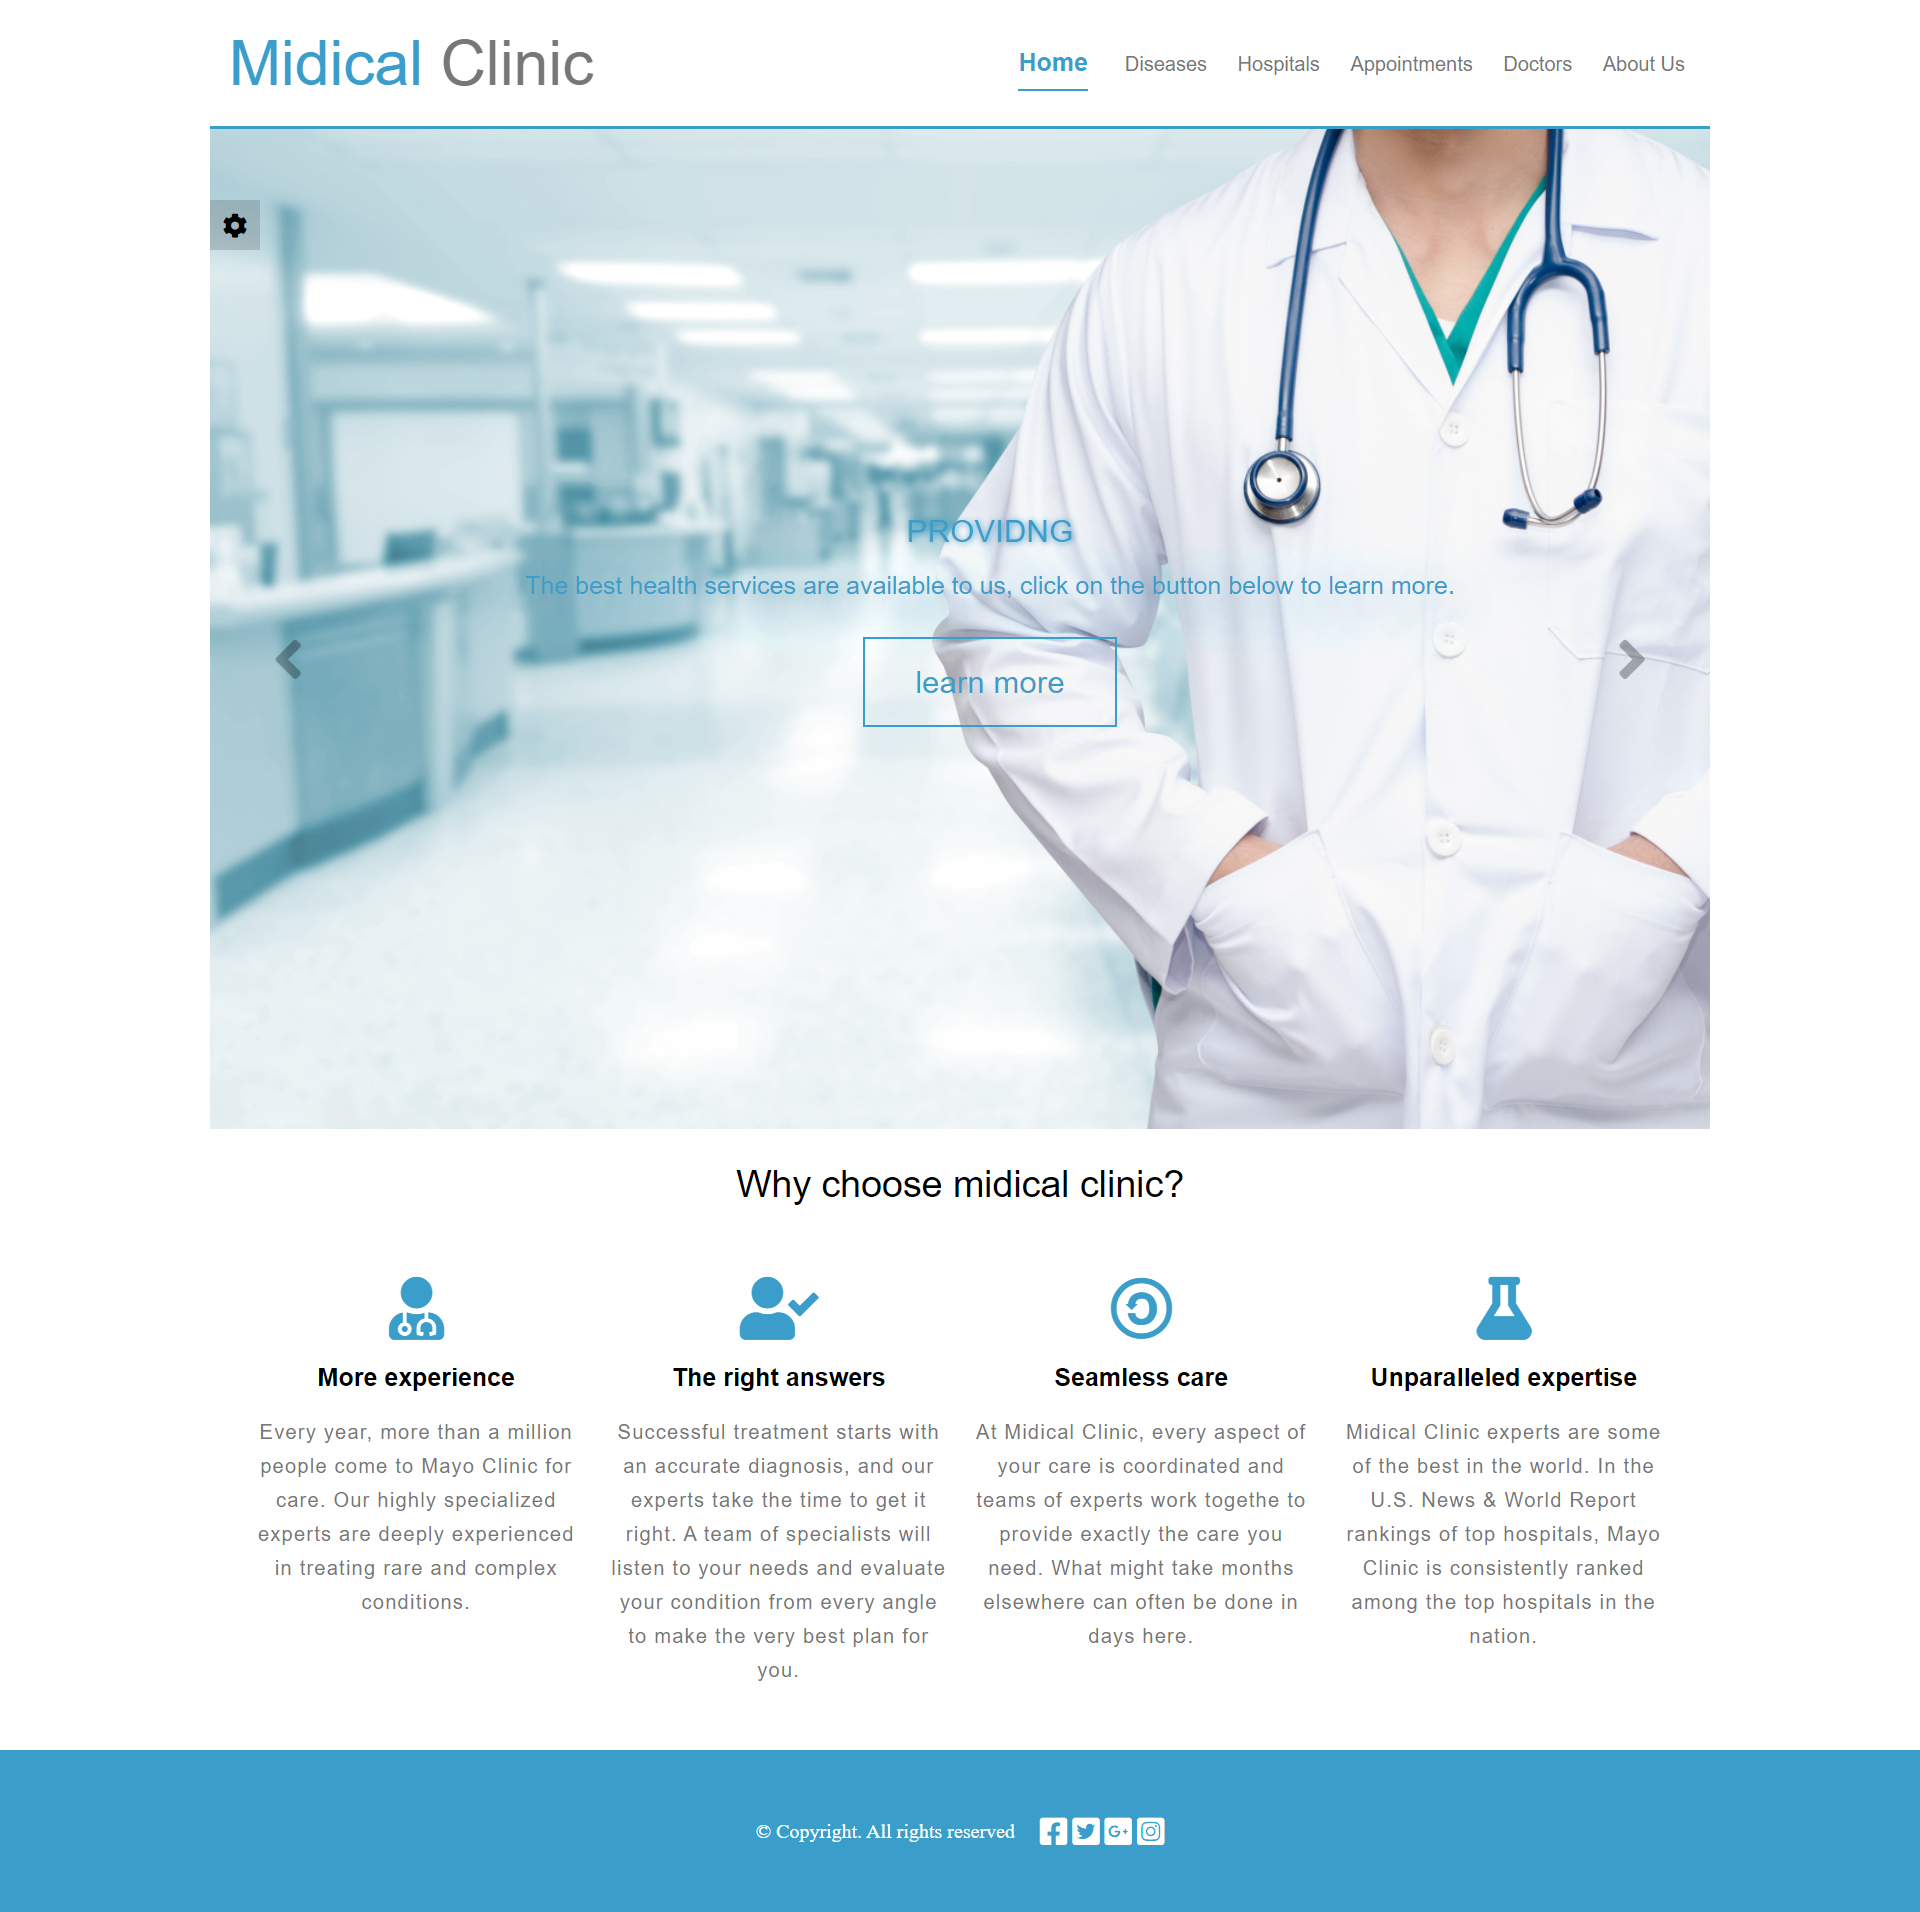 Midical Clinic
Home Diseases Hospitals Appointments Doctors About Us
PROVIDNG
The best health services are available to us, click on the button below to learn more.
learn more
Why choose midical clinic?
More experience
Every year, more than a million
people come to Mayo Clinic for
care. Our highly specialized
experts are deeply experienced
in treating rare and complex
conditions.
The right answers
Successful treatment starts with
an accurate diagnosis, and our
experts take the time to get it
right. A team of specialists will
listen to your needs and evaluate
your condition from every angle
to make the very best plan for
you.
Seamless care
At Midical Clinic, every aspect of
your care is coordinated and
teams of experts work togethe to
provide exactly the care you
need. What might take months
elsewhere can often be done in
days here.
Unparalleled expertise
Midical Clinic experts are some
of the best in the world. In the
U.S. News & World Report
rankings of top hospitals, Mayo
Clinic is consistently ranked
among the top hospitals in the
nation.
© Copyright. All rights reserved